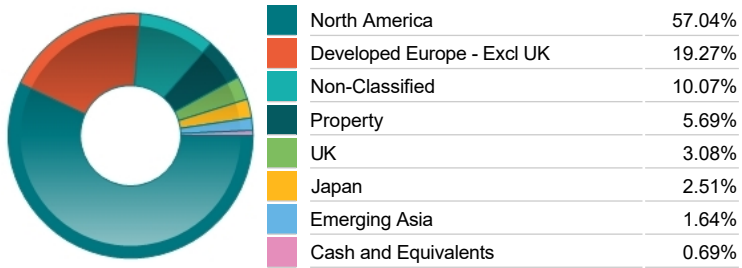 North America 57.04%
Developed Europe - Excl UK 19.27%
Non-Classified 10.07%
Property 5.69%
UK 3.08%
Japan 2.51%
Emerging Asia 1.64%
Cash and Equivalents 0.69%